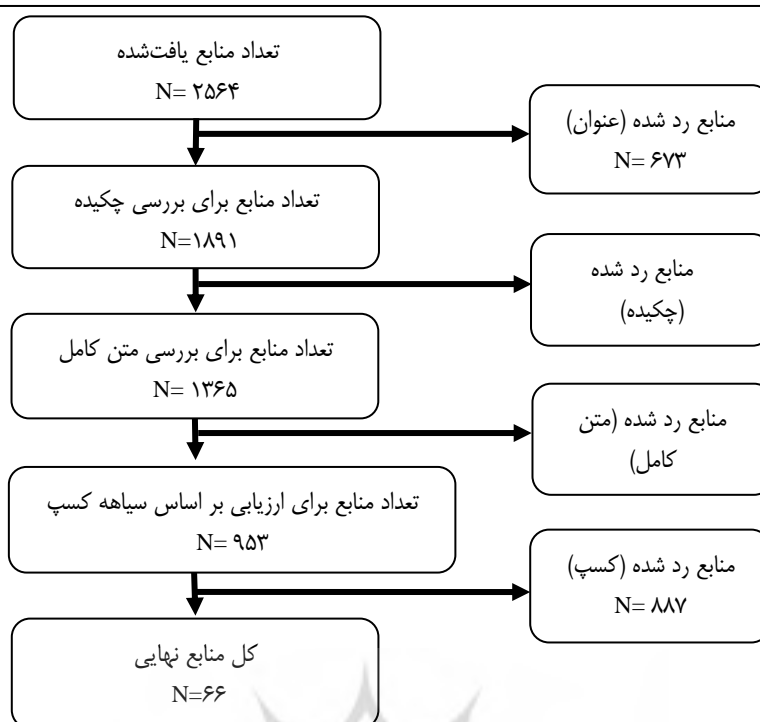 تعداد منابع یافت‌شده
N= ۲۵۶۴
منابع رد شده (عنوان)
N= ۶۷۳
تعداد منابع برای بررسی چکیده
N=۱۸۹۱
منابع رد شده
(چکیده)
تعداد منابع برای بررسی متن کامل
N= ۱۳۶۵
منابع رد شده (متن
کامل)
تعداد منابع برای ارزیابی بر اساس سیاهه کسپ
N= ۹۵۳
منابع رد شده (کسپ)
N= ۸۸۷
کل منابع نهایی
N=۶۶